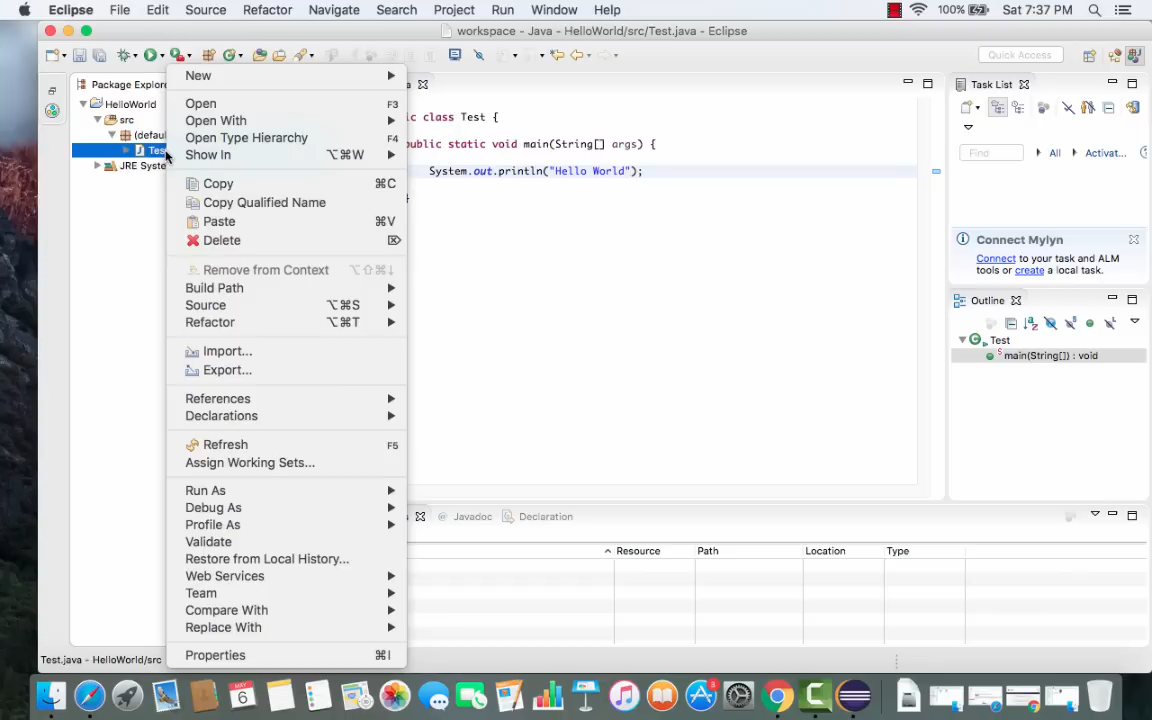 Eclipse File Edit Source Refactor Navigate Search Project Run Window Help 100% Sat 7:37 PM
workspace - Java - HelloWorld/src/Test.java - Eclipse
Quick Access
Package Explore
HelloWorld
src
(defau
Tes
JRE Syste
New
Open F3
Open With
Open Type Hierarchy F4
Show In ⌥⌘W
Copy ⌘C
Copy Qualified Name
Paste ⌘V
Delete ⌦
Remove from Context ⌥⇧⌘↓
Build Path
Source ⌥⌘S
Refactor ⌥⌘T
Import...
Export...
References
Declarations
Refresh F5
Assign Working Sets...
Run As
Debug As
Profile As
Validate
Restore from Local History...
Web Services
Team
Compare With
Replace With
Properties ⌘I
c class Test {
public static void main(String[] args) {
System.out.println("Hello World");
}
Javadoc Declaration
Resource Path Location Type
Task List
Find All Activat...
Connect Mylyn
Connect to your task and ALM
tools or create a local task.
Outline
Test
main(String[]) : void
Test.java - HelloWorld/src
6